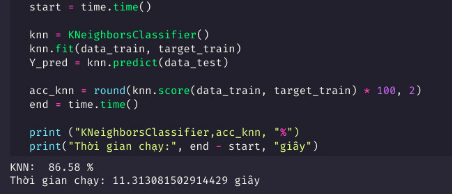 start = time.time()
knn = KNeighborsClassifier()
knn.fit(data_train, target_train)
Y_pred = knn.predict(data_test)
acc_knn = round(knn.score(data_train, target_train) * 100, 2)
end = time.time()
print ("KNeighborsClassifier,acc_knn, "%")
print("Thời gian chạy:", end - start, "giây")
KNN: 86.58 %
Thời gian chạy: 11.313081502914429 giây